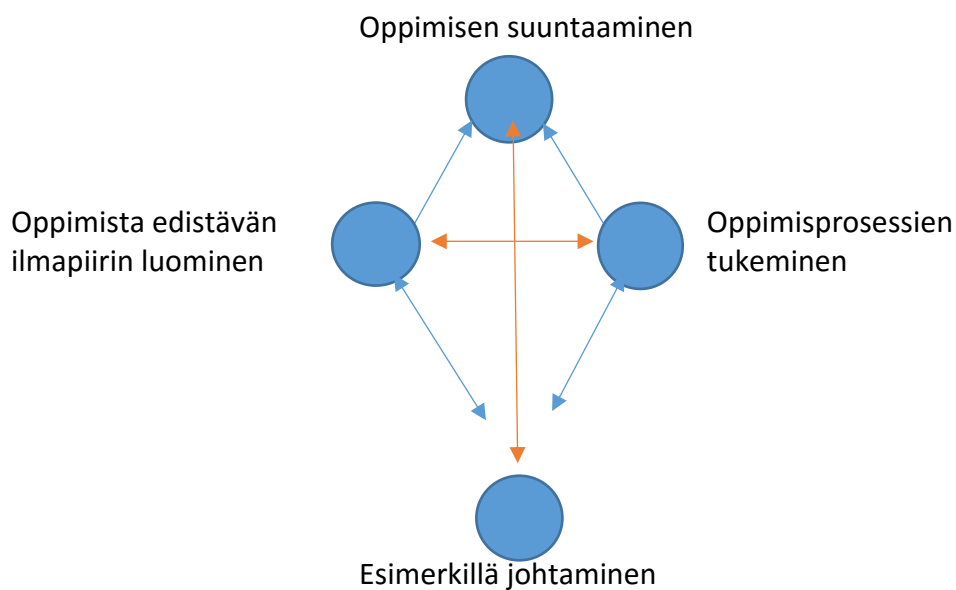 Oppimisen suuntaaminen
Oppimista edistävän
ilmapiirin luominen
Oppimisprosessien
tukeminen
Esimerkillä johtaminen